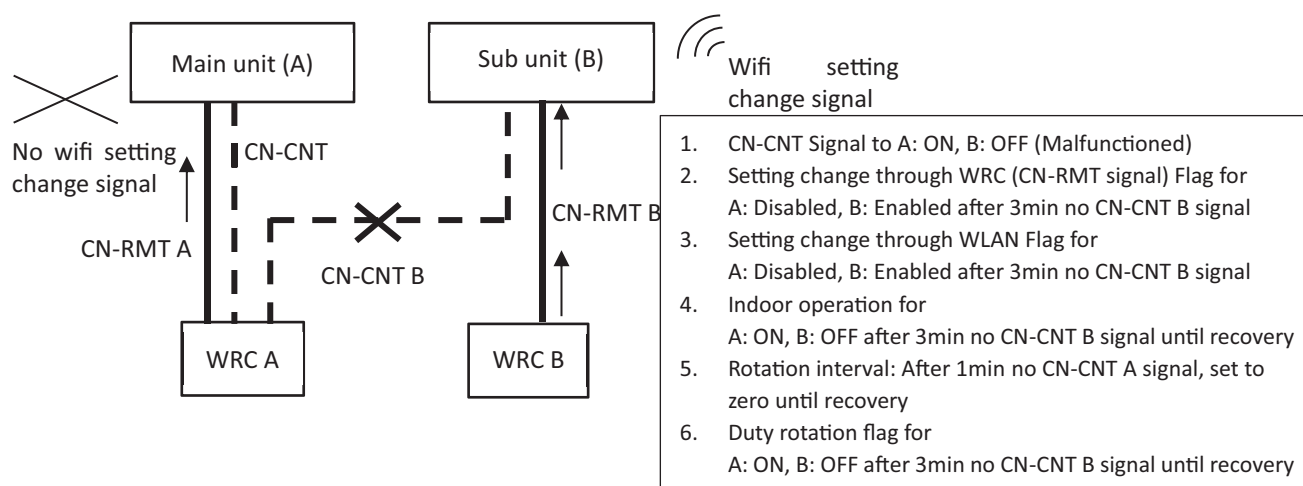 Main unit (A)
Sub unit (B)
Wifi setting
change signal
No wifi setting
change signal
CN-CNT
CN-RMT A
CN-CNT B
CN-RMT B
WRC A
WRC B
1. CN-CNT Signal to A: ON, B: OFF (Malfunctioned)
2. Setting change through WRC (CN-RMT signal) Flag for
A: Disabled, B: Enabled after 3min no CN-CNT B signal
3. Setting change through WLAN Flag for
A: Disabled, B: Enabled after 3min no CN-CNT B signal
4. Indoor operation for
A: ON, B: OFF after 3min no CN-CNT B signal until recovery
5. Rotation interval: After 1min no CN-CNT A signal, set to
zero until recovery
6. Duty rotation flag for
A: ON, B: OFF after 3min no CN-CNT B signal until recovery